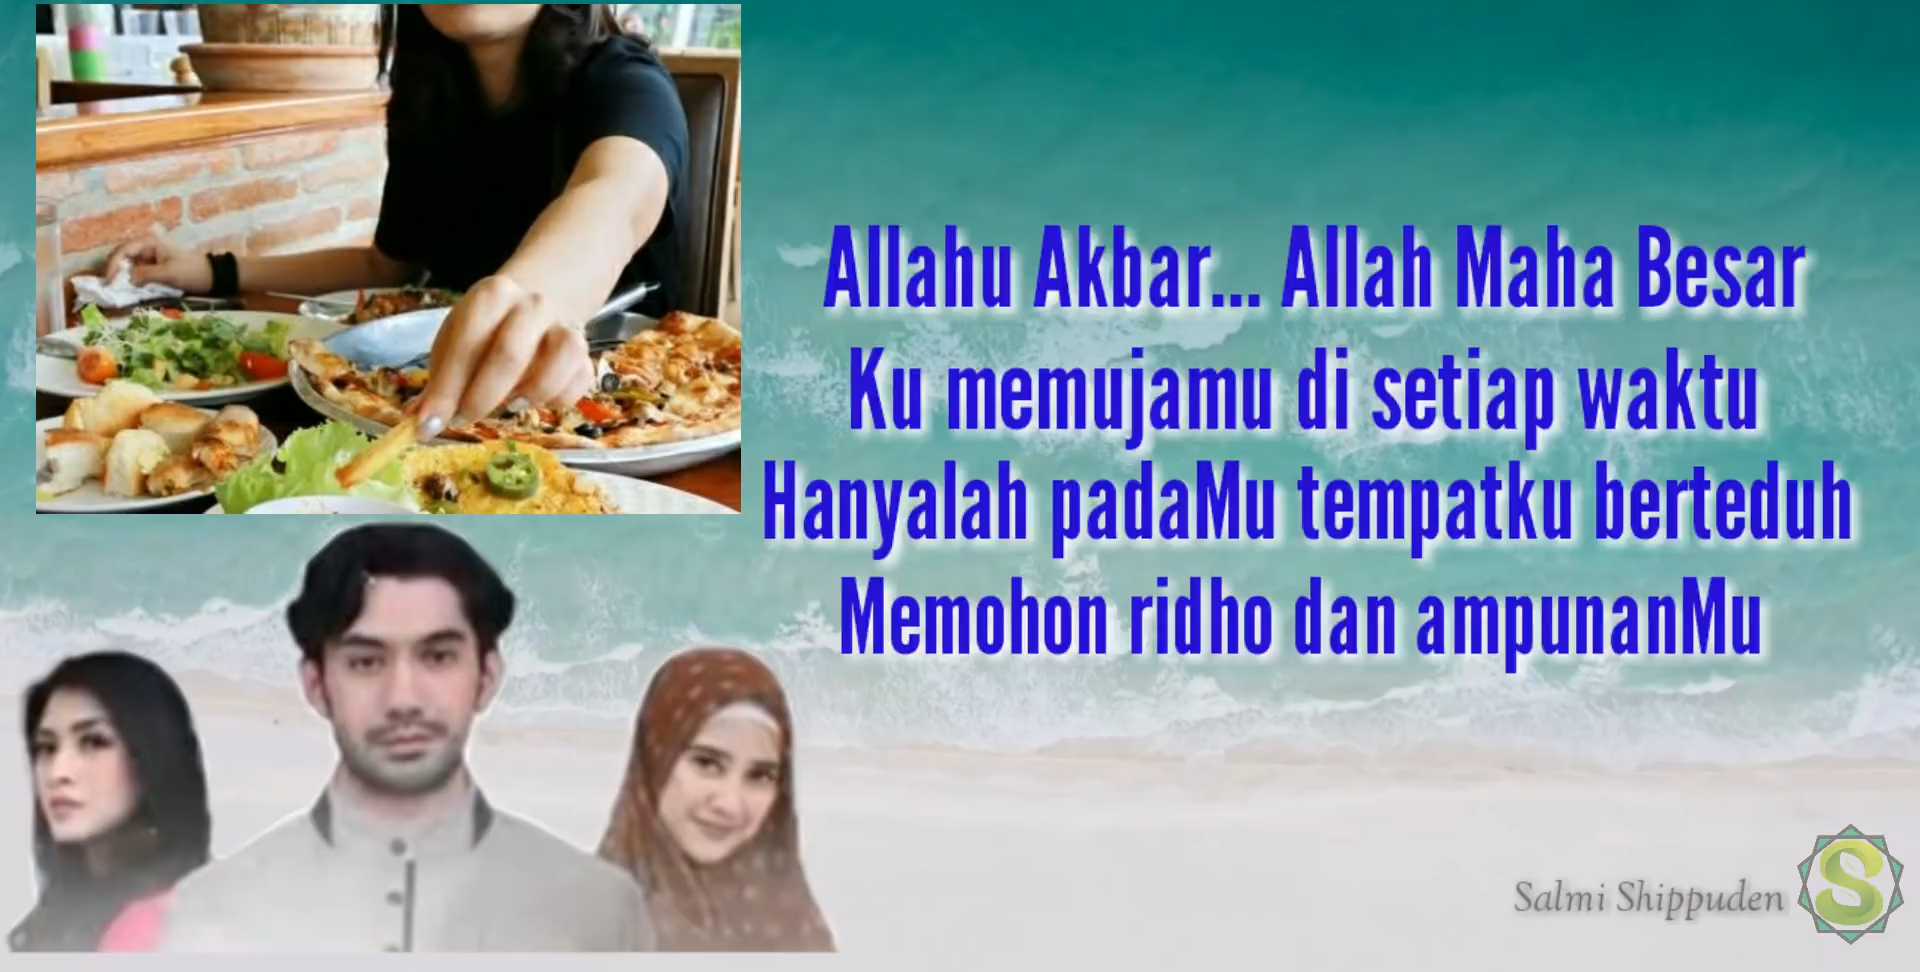 Allahu Akbar... Allah Maha Besar
Ku memujamu di setiap waktu
Hanyalah padaMu tempatku berteduh
Memohon ridho dan ampunanMu
Salmi Shippuden
S